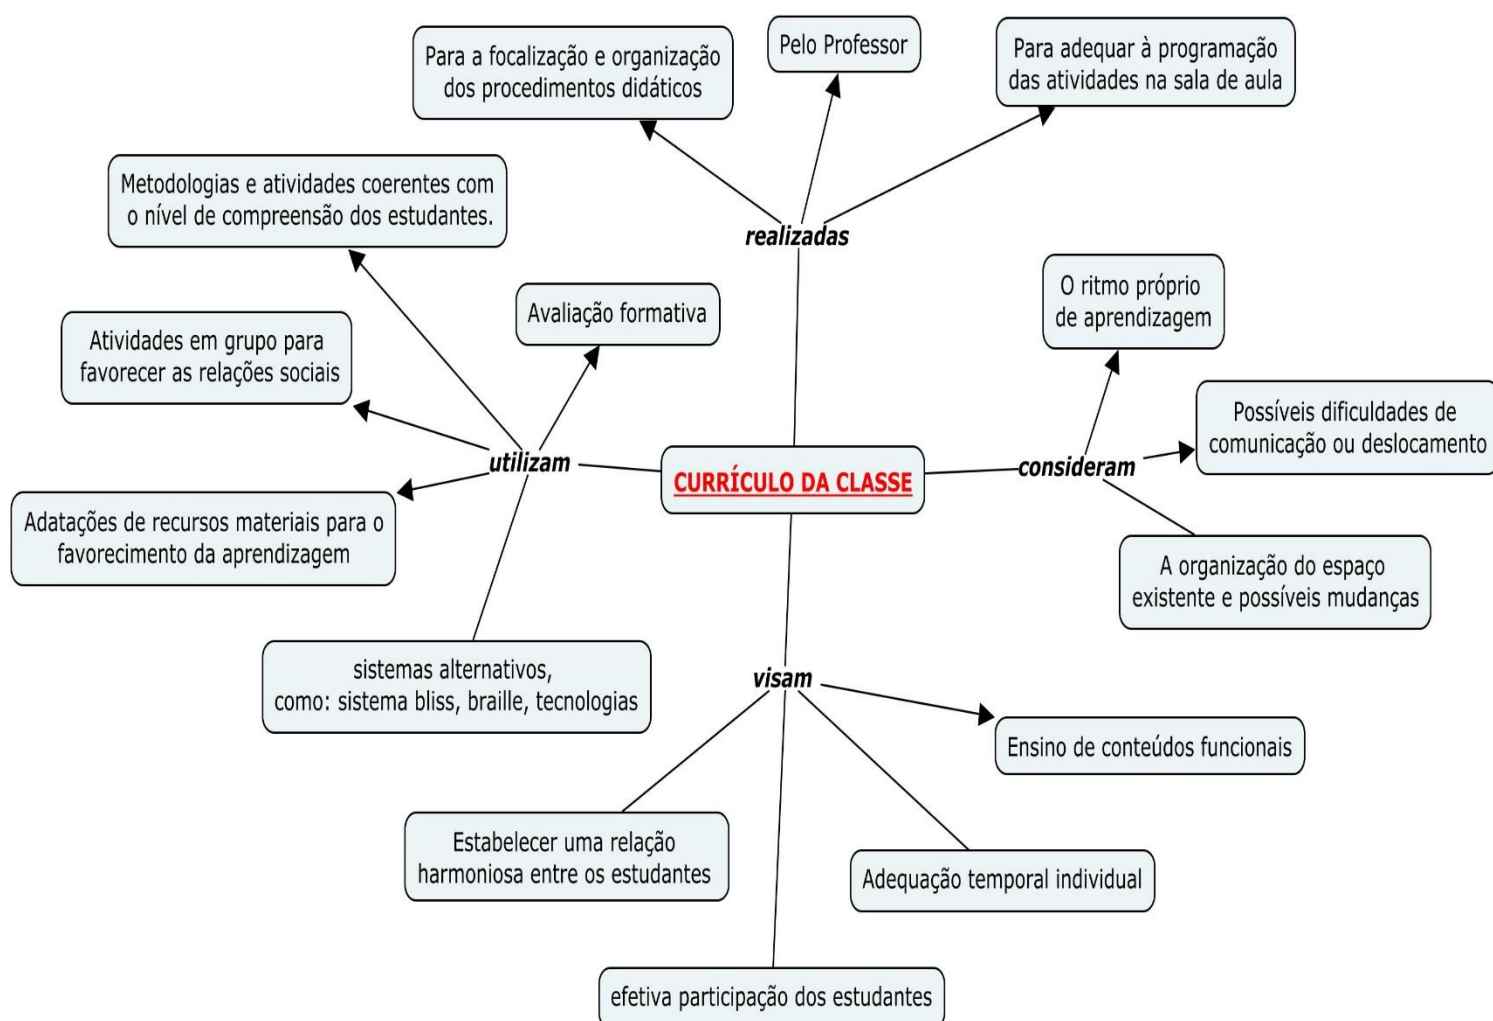 Para a focalização e organização
dos procedimentos didáticos
Pelo Professor
Para adequar à programação
das atividades na sala de aula
Metodologias e atividades coerentes com
o nível de compreensão dos estudantes.
realizadas
O ritmo próprio
de aprendizagem
Avaliação formativa
Atividades em grupo para
favorecer as relações sociais
Possíveis dificuldades de
comunicação ou deslocamento
utilizam
CURRÍCULO DA CLASSE
consideram
Adatações de recursos materiais para o
favorecimento da aprendizagem
A organização do espaço
existente e possíveis mudanças
sistemas alternativos,
como: sistema bliss, braille, tecnologias
visam
Ensino de conteúdos funcionais
Estabelecer uma relação
harmoniosa entre os estudantes
Adequação temporal individual
efetiva participação dos estudantes